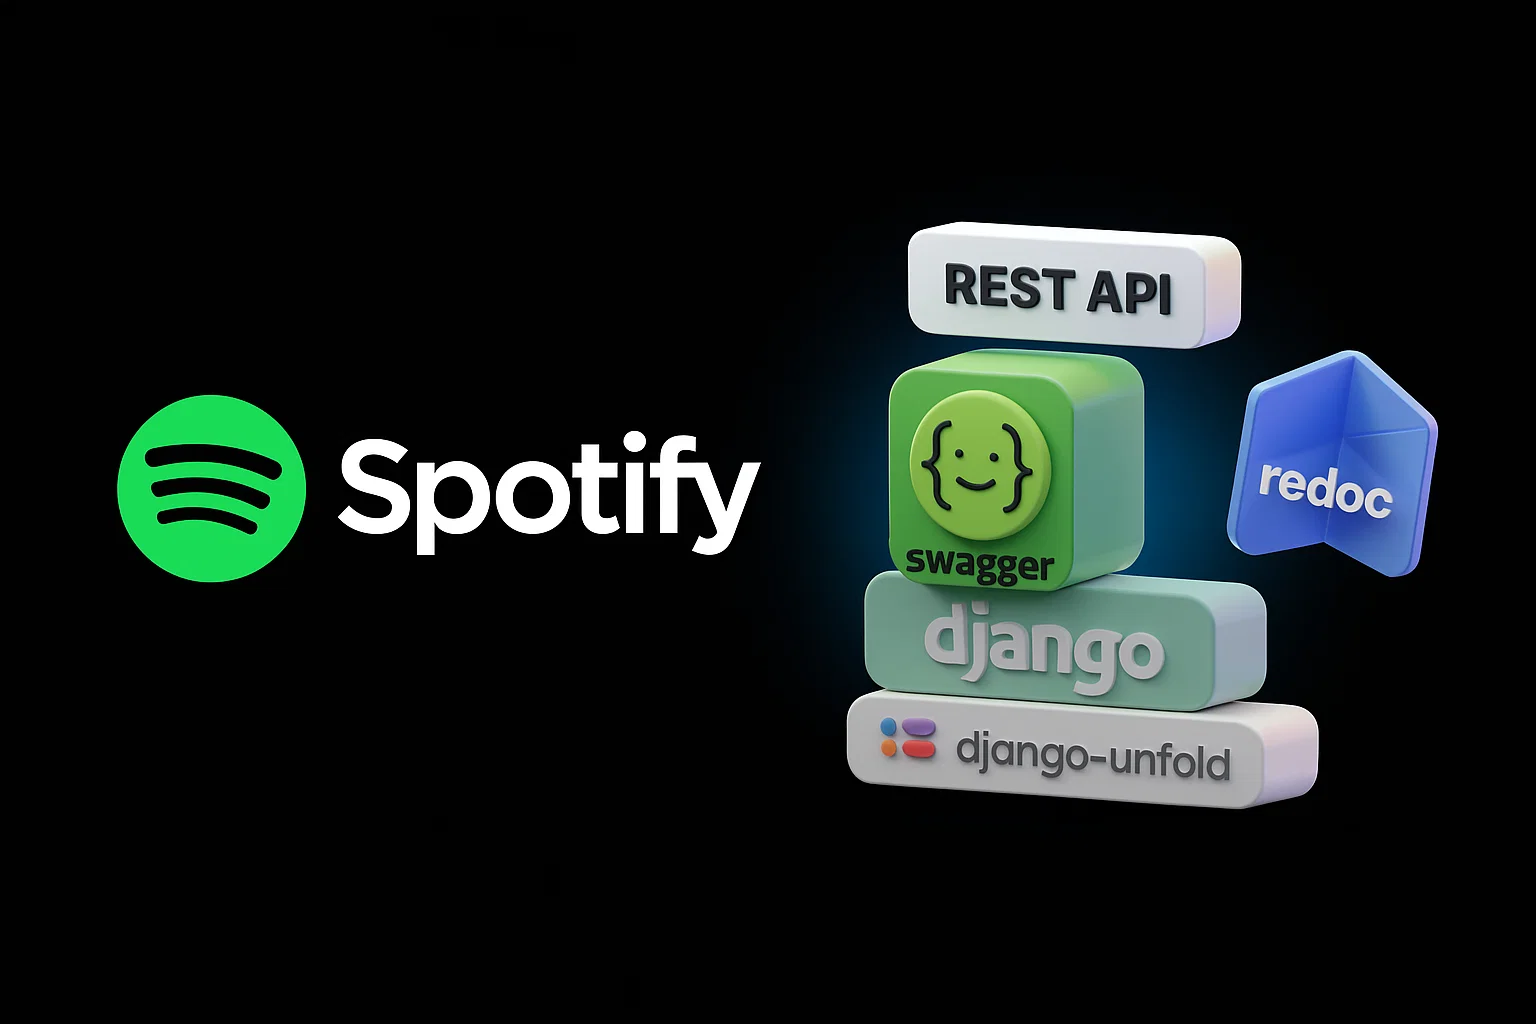 Spotify
REST API
swagger
redoc
django
django-unfold